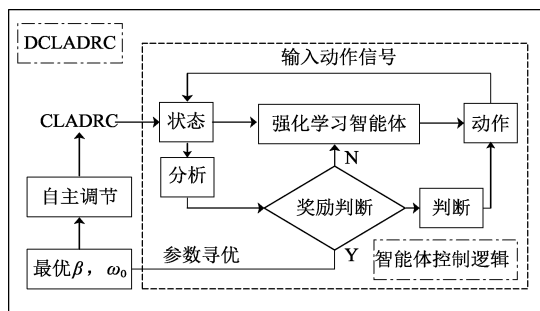 DCLADRC
输入动作信号
CLADRC
状态
强化学习智能体
动作
N
分析
自主调节
奖励判断
判断
Y
参数寻优
最优β，ω₀
智能体控制逻辑